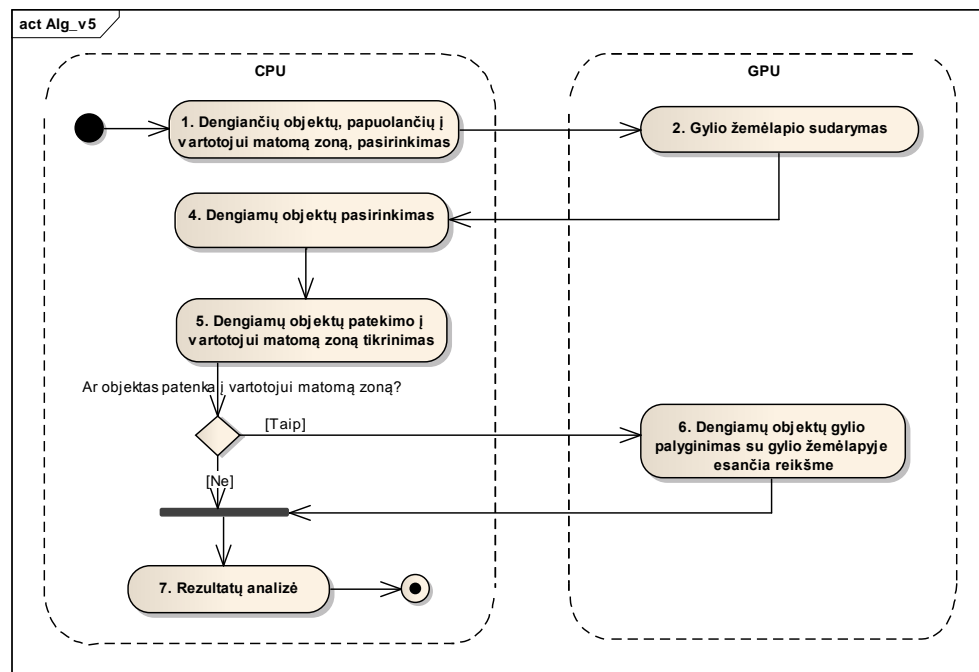 act Alg_v5
CPU
GPU
1. Dengiančių objektų, papuolančių į
vartotojui matomą zoną, pasirinkimas
2. Gylio žemėlapio sudarymas
4. Dengiamų objektų pasirinkimas
5. Dengiamų objektų patekimo į
vartotojui matomą zoną tikrinimas
Ar objektas patenka į vartotojui matomą zoną?
[Taip]
6. Dengiamų objektų gylio
palyginimas su gylio žemėlapyje
esančia reikšme
[Ne]
7. Rezultatų analizė